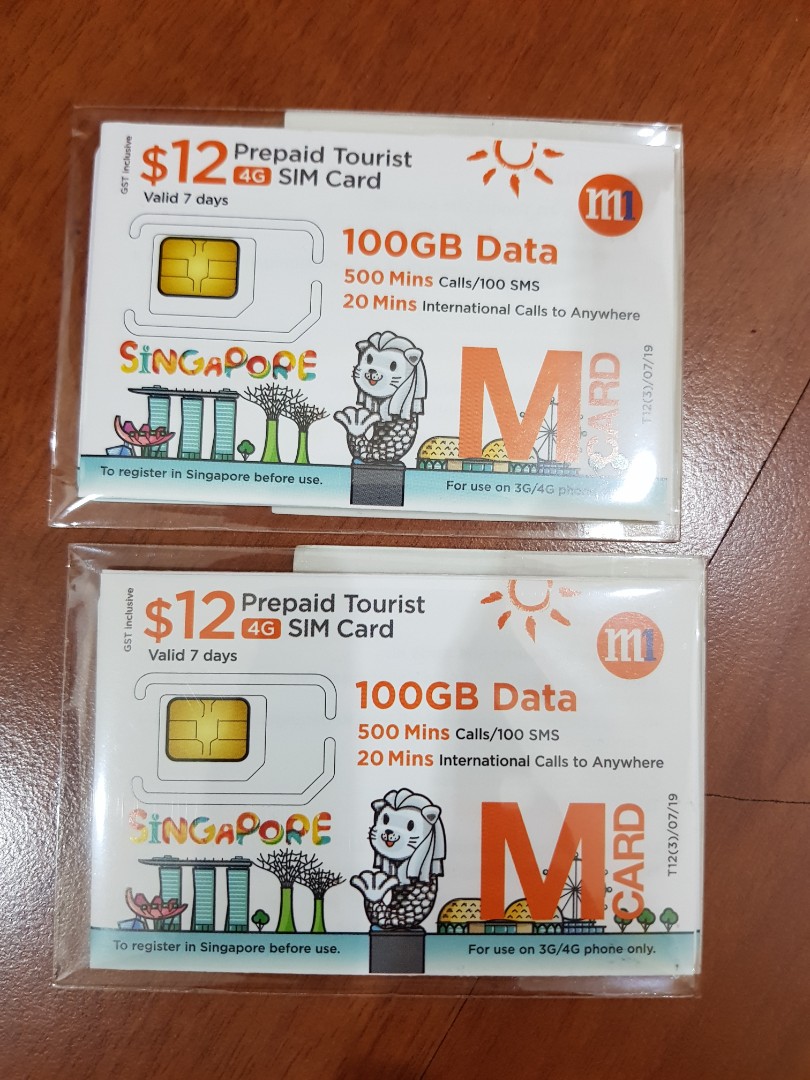 GST inclusive
$12 Prepaid Tourist
4G SIM Card
Valid 7 days
m1
100GB Data
500 Mins Calls/100 SMS
20 Mins International Calls to Anywhere
SiNGAPORE
M CARD
T12(3)/07/19
To register in Singapore before use.
For use on 3G/4G phone
GST inclusive
$12 Prepaid Tourist
4G SIM Card
Valid 7 days
m1
100GB Data
500 Mins Calls/100 SMS
20 Mins International Calls to Anywhere
SiNGAPORE
M CARD
T12(3)/07/19
To register in Singapore before use.
For use on 3G/4G phone only.